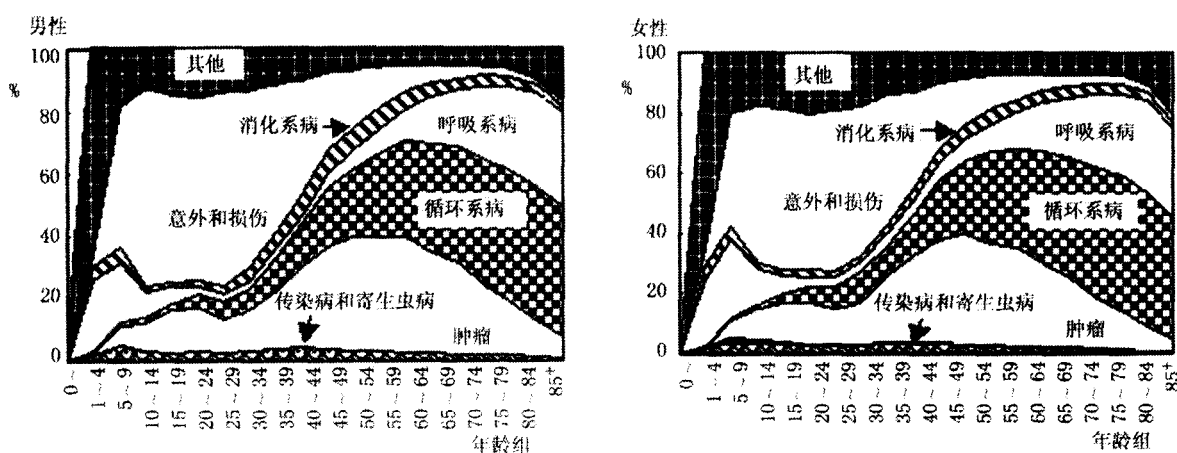 男性
100
%
80
60
40
20
0
其他
消化系病
呼吸系病
意外和损伤
循环系病
传染病和寄生虫病
肿瘤
0~
1~4
5~9
10~14
15~19
20~24
25~29
30~34
35~39
40~44
45~49
50~54
55~59
60~64
65~69
70~74
75~79
80~84
85+
年龄组
女性
100
%
80
60
40
20
0
其他
消化系病
呼吸系病
意外和损伤
循环系病
传染病和寄生虫病
肿瘤
0~
1~4
5~9
10~14
15~19
20~24
25~29
30~34
35~39
40~44
45~49
50~54
55~59
60~64
65~69
70~74
75~79
80~84
85+
年龄组